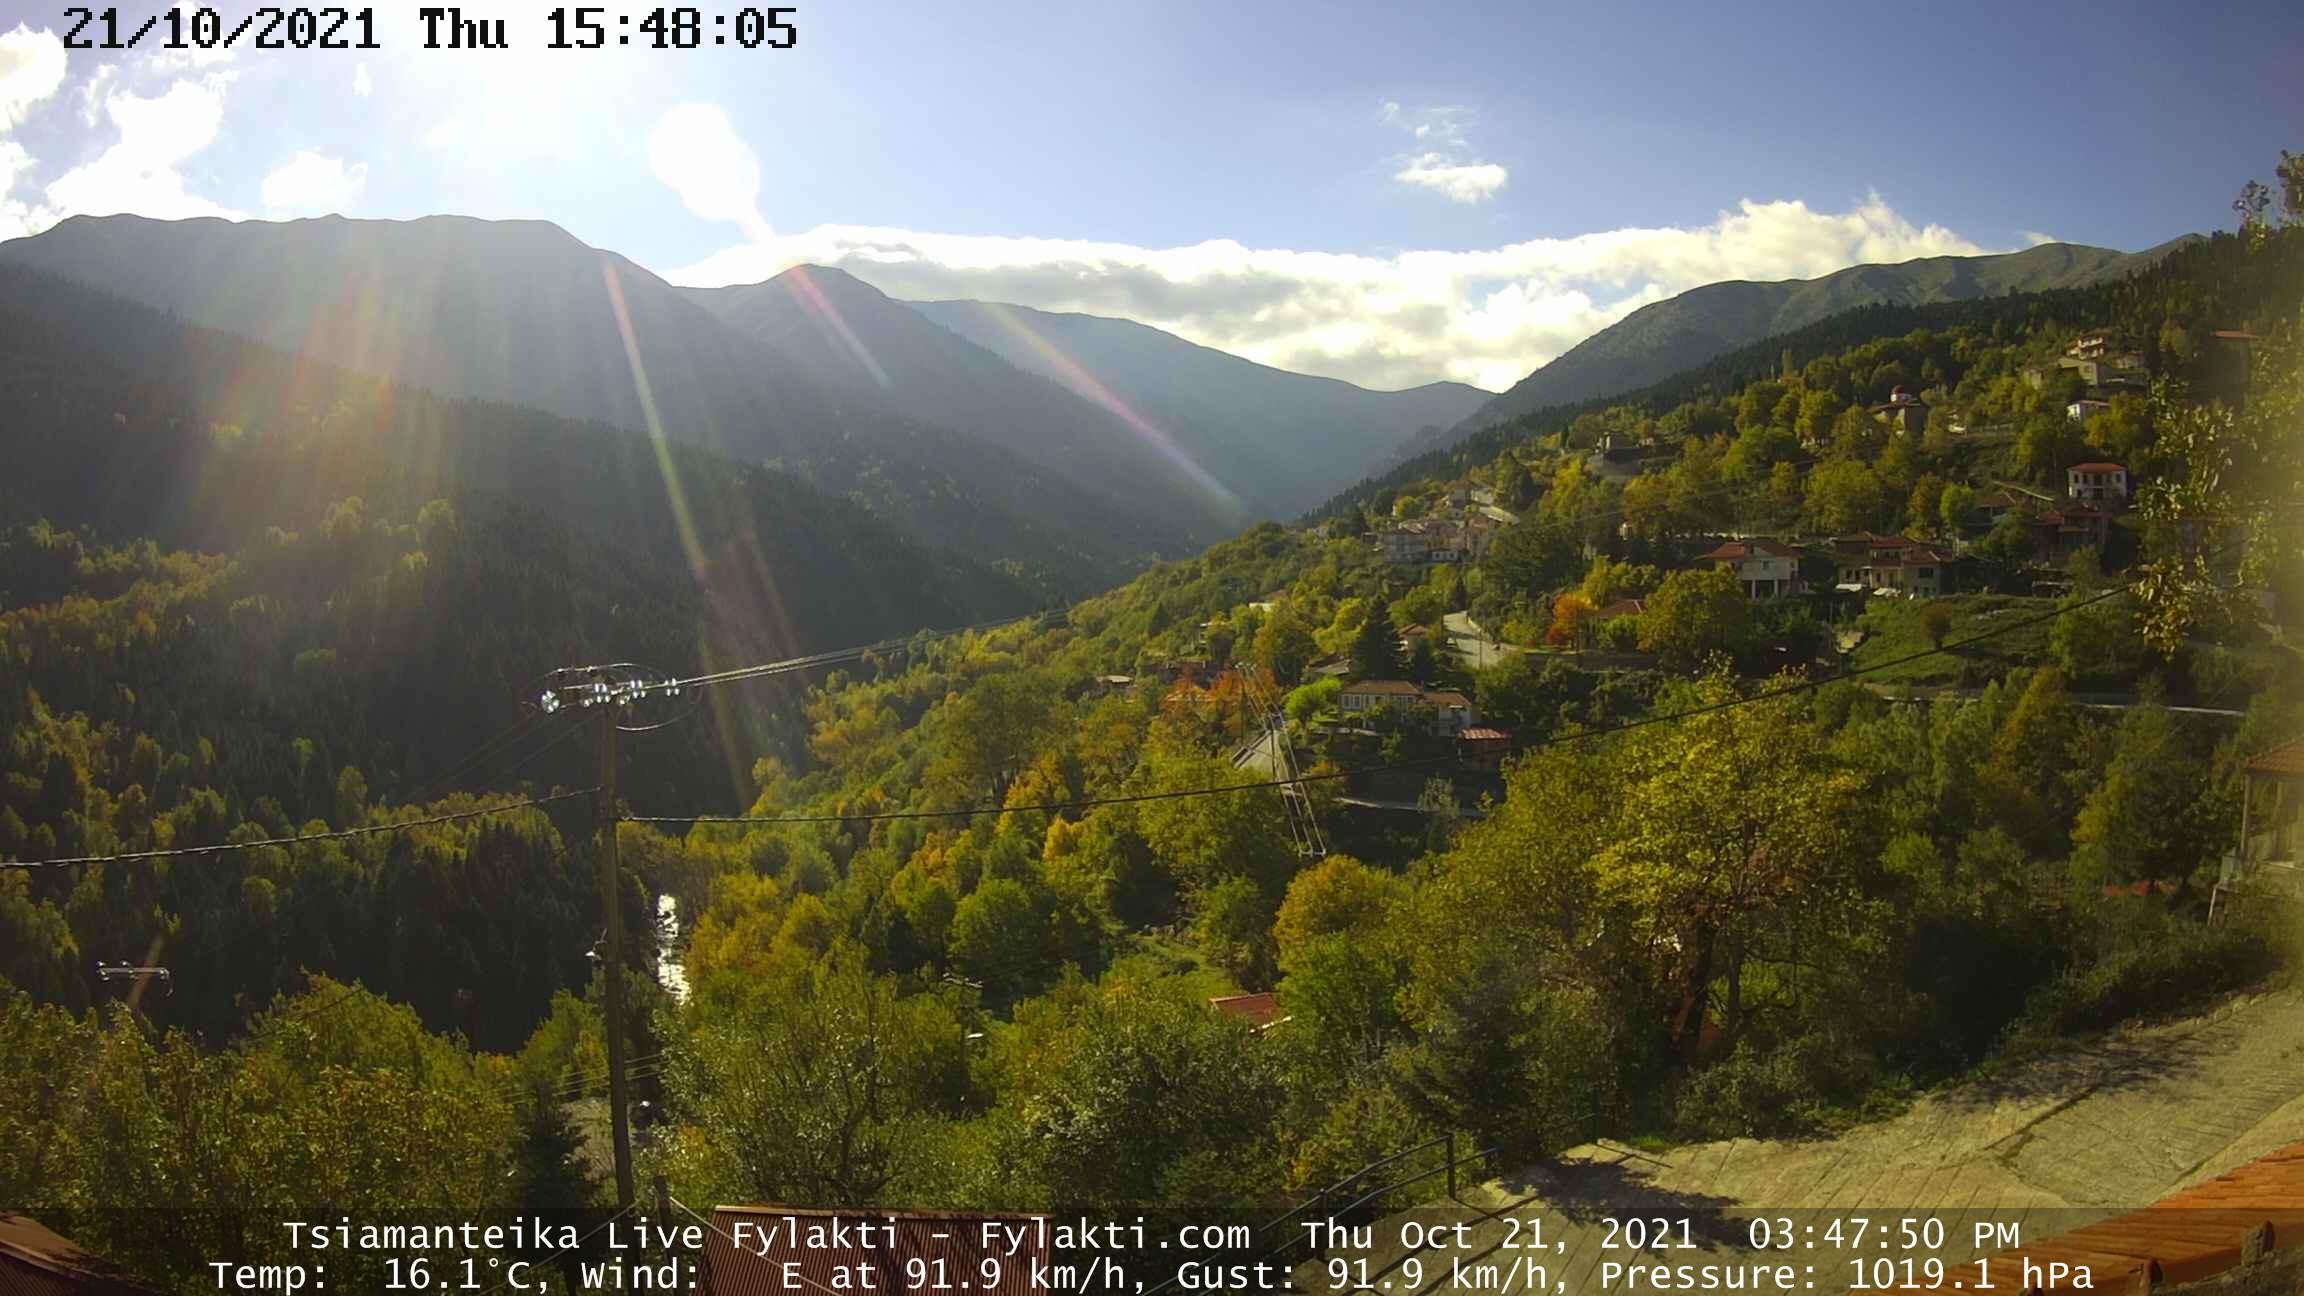 21/10/2021 Thu 15:48:05
Tsiamanteika Live Fylakti - Fylakti.com Thu Oct 21, 2021 03:47:50 PM
Temp: 16.1°C, Wind: E at 91.9 km/h, Gust: 91.9 km/h, Pressure: 1019.1 hPa